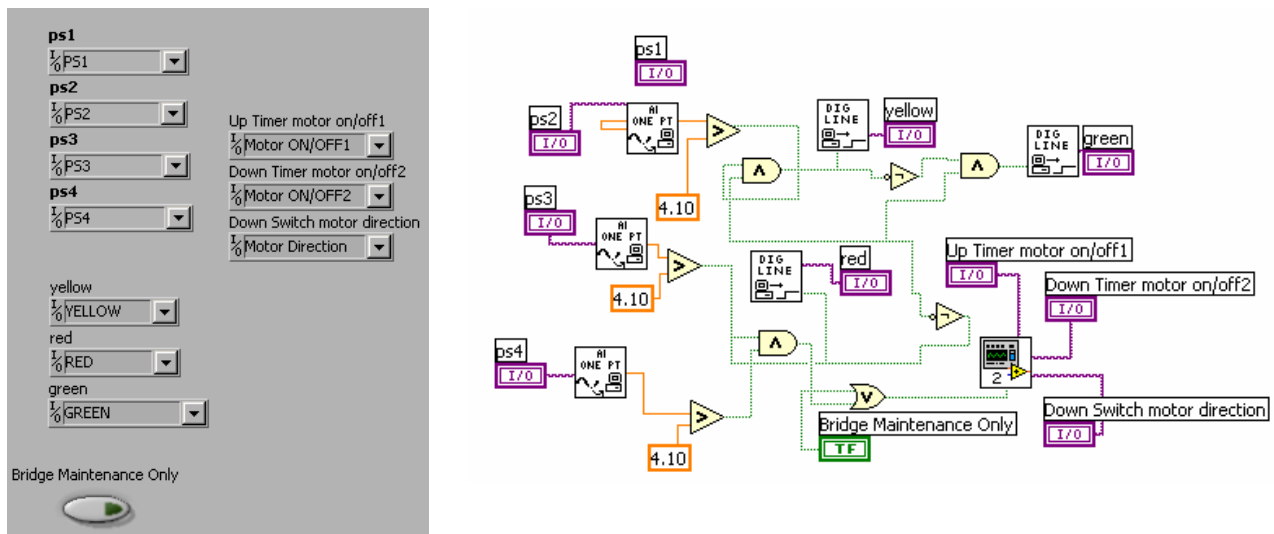 ps1
I/O PS1
ps2
I/O PS2
ps3
I/O PS3
ps4
I/O PS4
Up Timer motor on/off1
I/O Motor ON/OFF1
Down Timer motor on/off2
I/O Motor ON/OFF2
Down Switch motor direction
I/O Motor Direction
yellow
I/O YELLOW
red
I/O RED
green
I/O GREEN
Bridge Maintenance Only
ps1
I/O
ps2
I/O
AI
ONE PT
>
4.10
DIG
LINE
yellow
I/O
DIG
LINE
green
I/O
ps3
I/O
AI
ONE PT
>
4.10
DIG
LINE
red
I/O
Up Timer motor on/off1
I/O
Down Timer motor on/off2
I/O
ps4
I/O
AI
ONE PT
>
4.10
2
Bridge Maintenance Only
TF
Down Switch motor direction
I/O